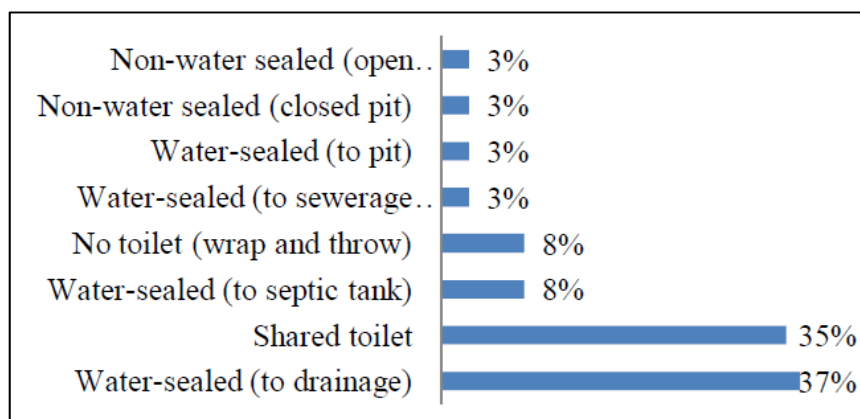 Non-water sealed (open.. 3%
Non-water sealed (closed pit) 3%
Water-sealed (to pit) 3%
Water-sealed (to sewerage.. 3%
No toilet (wrap and throw) 8%
Water-sealed (to septic tank) 8%
Shared toilet 35%
Water-sealed (to drainage) 37%